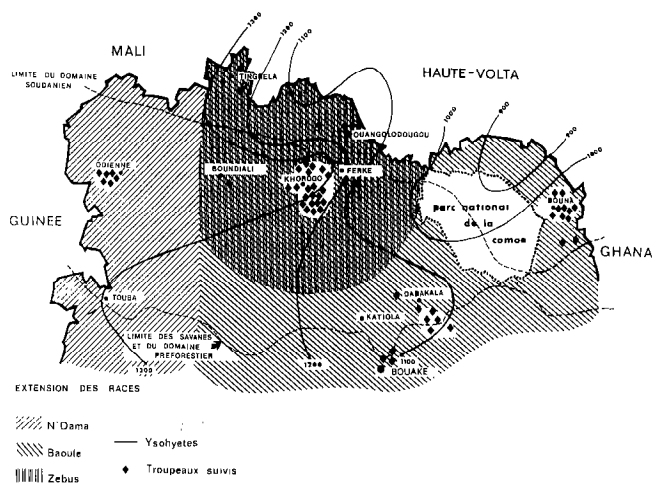 1300
1200
1100
MALI
TINGRELA
HAUTE-VOLTA
LIMITE DU DOMAINE
SOUDANIEN
1000
900
900
1000
OUANGOLODOUGOU
ODIENNE
BOUNDIALI
KHOROGO
FERKE
BOUNA
parc national
de la
comoe
GUINEE
GHANA
TOUBA
DABAKALA
KATIOLA
LIMITE DES SAVANES
ET DU DOMAINE
PREFORESTIER
1300
1200
1100
BOUAKE
EXTENSION DES RACES
N'Dama
Baoule
Zebus
Ysohyetes
Troupeaux suivis